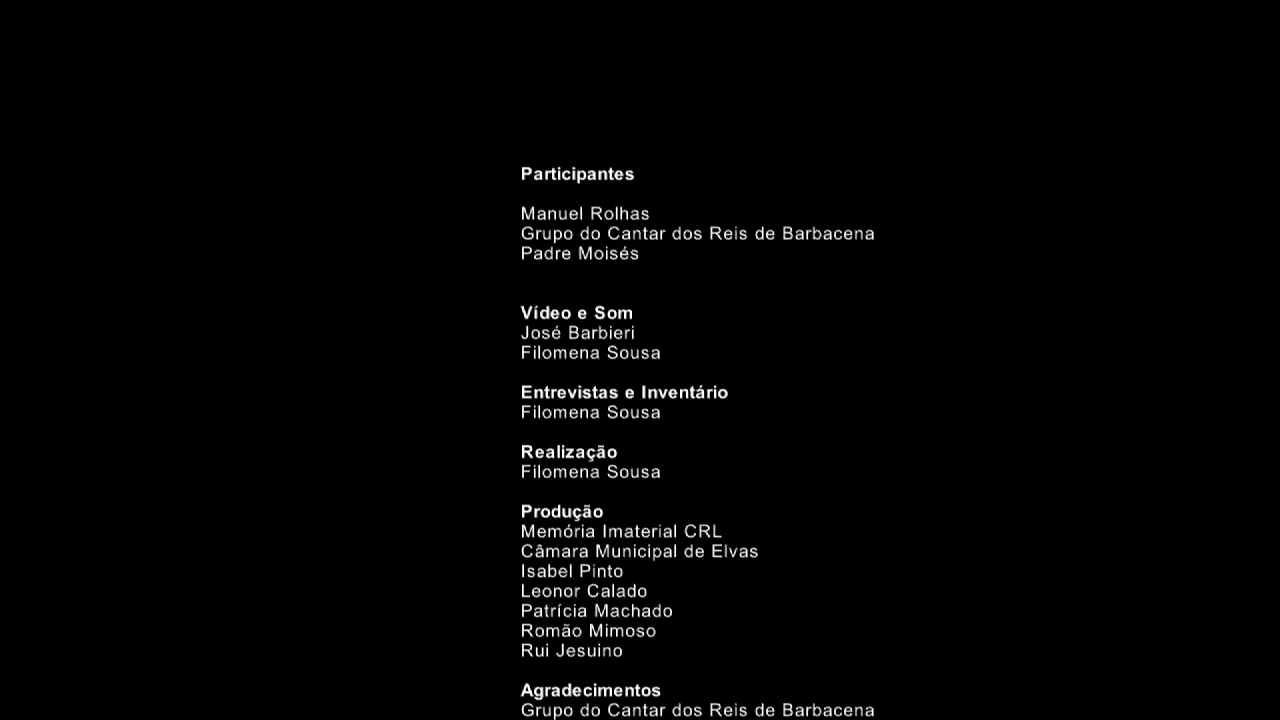 Participantes
Manuel Rolhas
Grupo do Cantar dos Reis de Barbacena
Padre Moisés
Vídeo e Som
José Barbieri
Filomena Sousa
Entrevistas e Inventário
Filomena Sousa
Realização
Filomena Sousa
Produção
Memória Imaterial CRL
Câmara Municipal de Elvas
Isabel Pinto
Leonor Calado
Patrícia Machado
Romão Mimoso
Rui Jesuino
Agradecimentos
Grupo do Cantar dos Reis de Barbacena